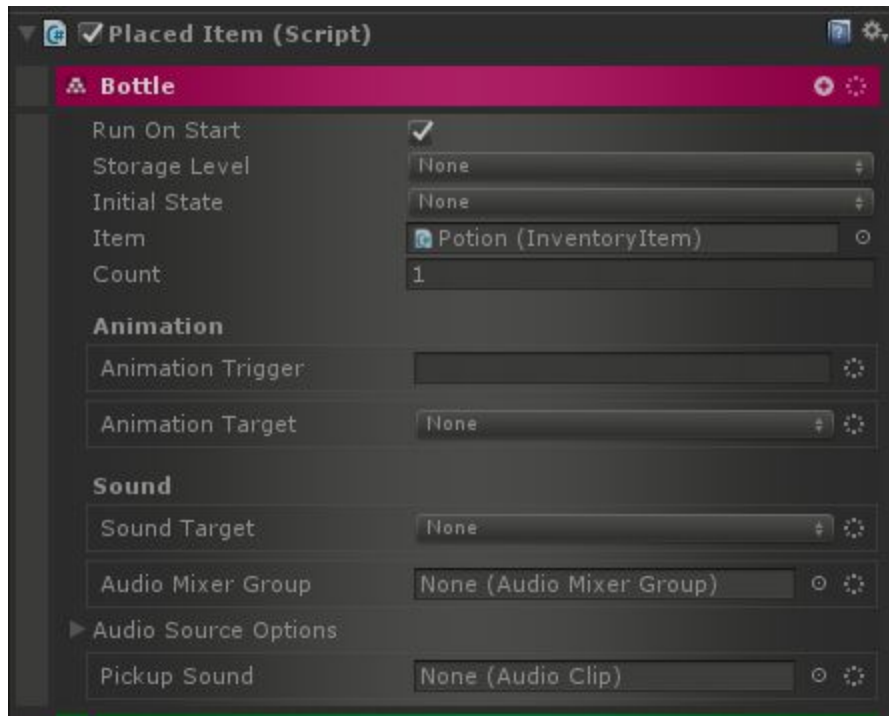 Placed Item (Script)
Bottle
Run On Start
Storage Level None
Initial State None
Item Potion (InventoryItem)
Count 1
Animation
Animation Trigger
Animation Target None
Sound
Sound Target None
Audio Mixer Group None (Audio Mixer Group)
Audio Source Options
Pickup Sound None (Audio Clip)